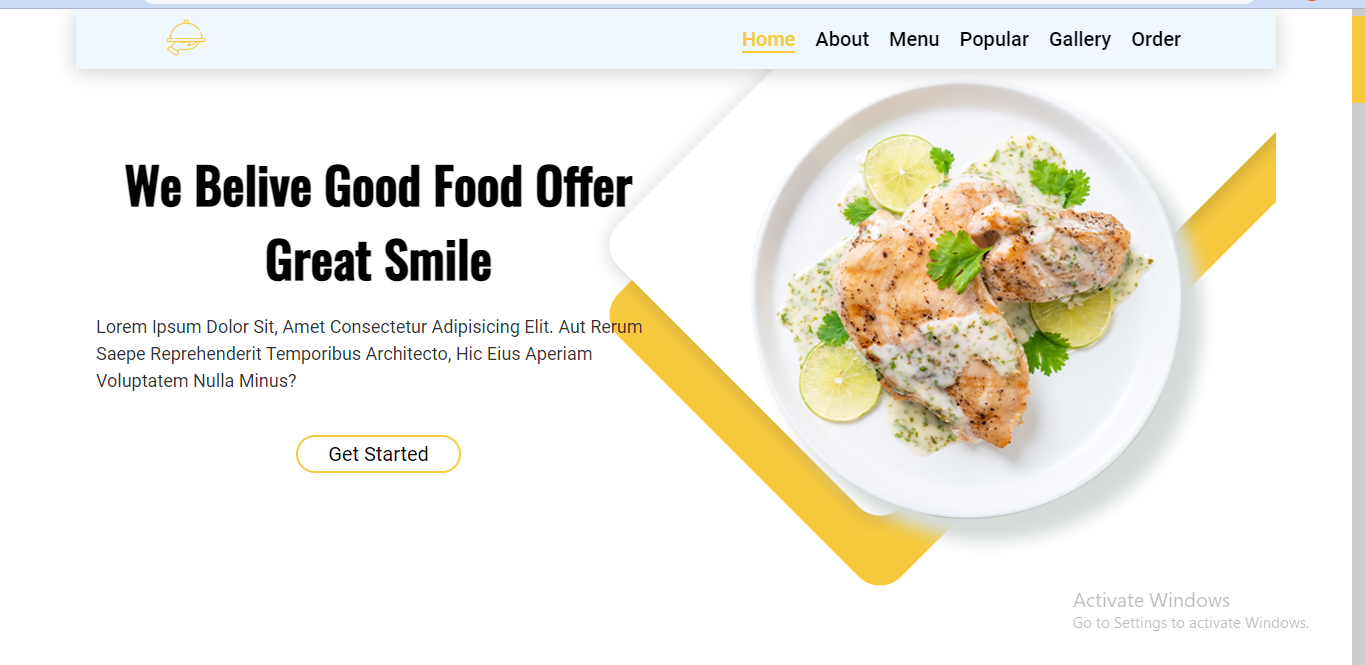 Home About Menu Popular Gallery Order
We Belive Good Food Offer
Great Smile
Lorem Ipsum Dolor Sit, Amet Consectetur Adipisicing Elit. Aut Rerum
Saepe Reprehenderit Temporibus Architecto, Hic Eius Aperiam
Voluptatem Nulla Minus?
Get Started
Activate Windows
Go to Settings to activate Windows.